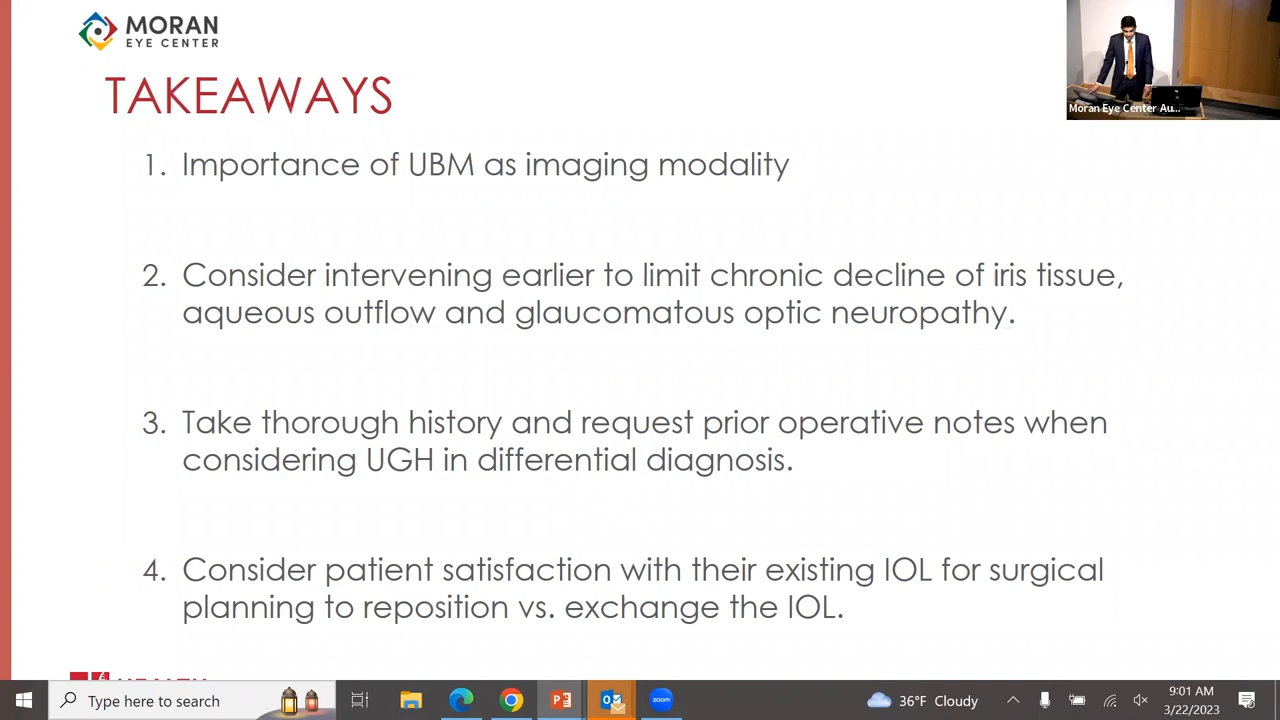 MORAN
EYE CENTER
TAKEAWAYS
Moran Eye Center Au...
1. Importance of UBM as imaging modality
2. Consider intervening earlier to limit chronic decline of iris tissue,
aqueous outflow and glaucomatous optic neuropathy.
3. Take thorough history and request prior operative notes when
considering UGH in differential diagnosis.
4. Consider patient satisfaction with their existing IOL for surgical
planning to reposition vs. exchange the IOL.
Type here to search
zoom
36°F Cloudy
9:01 AM
3/22/2023